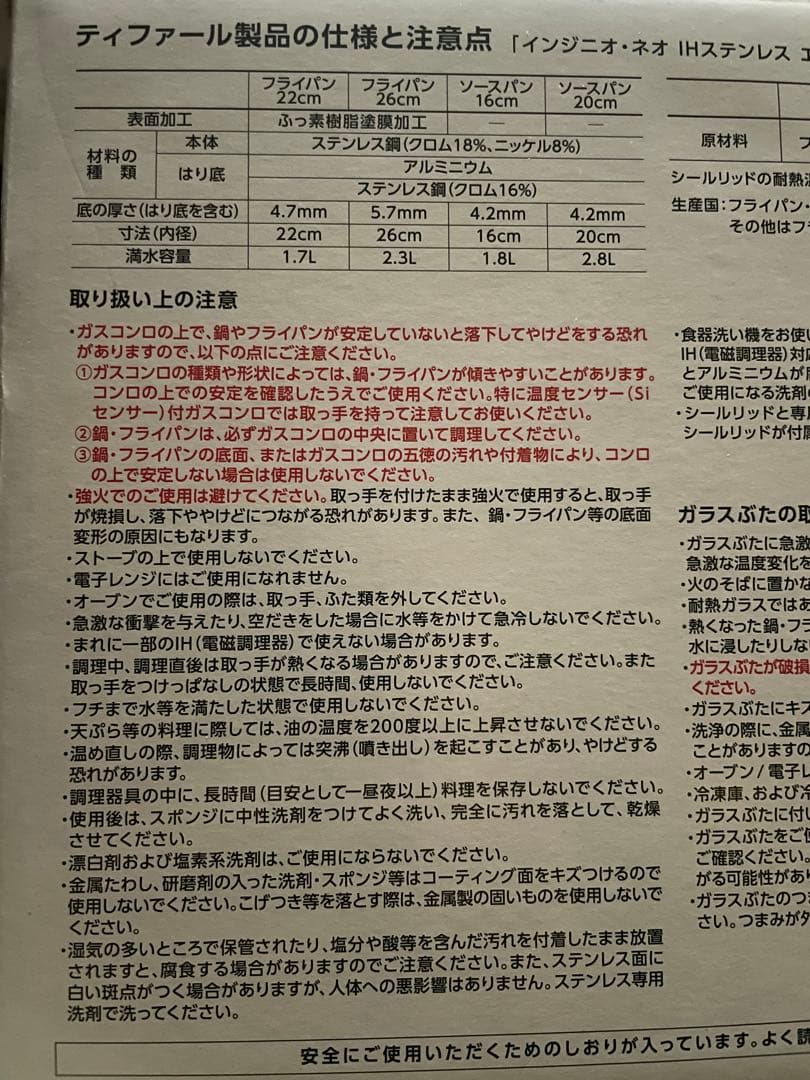 ティファール製品の仕様と注意点 「インジニオ・ネオ IHステンレス エ
フライパン 22cm フライパン 26cm ソースパン 16cm ソースパン 20cm
表面加工 ふっ素樹脂塗膜加工 — —
材料の種類 本体 ステンレス鋼(クロム18%、ニッケル8%)
はり底 アルミニウム
ステンレス鋼(クロム16%)
底の厚さ(はり底を含む) 4.7mm 5.7mm 4.2mm 4.2mm
寸法(内径) 22cm 26cm 16cm 20cm
満水容量 1.7L 2.3L 1.8L 2.8L
取り扱い上の注意
・ガスコンロの上で、鍋やフライパンが安定していないと落下してやけどをする恐れ
がありますので、以下の点にご注意ください。
①ガスコンロの種類や形状によっては、鍋・フライパンが傾きやすいことがあります。
コンロの上での安定を確認したうえでご使用ください。特に温度センサー(Si
センサー)付ガスコンロでは取っ手を持って注意してお使いください。
②鍋・フライパンは、必ずガスコンロの中央に置いて調理してください。
③鍋・フライパンの底面、またはガスコンロの五徳の汚れや付着物により、コンロ
の上で安定しない場合は使用しないでください。
・強火でのご使用は避けてください。取っ手を付けたまま強火で使用すると、取っ手
が焼損し、落下ややけどにつながる恐れがあります。また、鍋・フライパン等の底面
変形の原因にもなります。
・ストーブの上で使用しないでください。
・電子レンジにはご使用になれません。
・オーブンでご使用の際は、取っ手、ふた類を外してください。
・急激な衝撃を与えたり、空だきをした場合に水等をかけて急冷しないでください。
・まれに一部のIH(電磁調理器)で使えない場合があります。
・調理中、調理直後は取っ手が熱くなる場合がありますので、ご注意ください。また
取っ手をつけっぱなしの状態で長時間、使用しないでください。
・フチまで水等を満たした状態で使用しないでください。
・天ぷら等の料理に際しては、油の温度を200度以上に上昇させないでください。
・温め直しの際、調理物によっては突沸(噴き出し)を起こすことがあり、やけどする
恐れがあります。
・調理器具の中に、長時間(目安として一昼夜以上)料理を保存しないでください。
・使用後は、スポンジに中性洗剤をつけてよく洗い、完全に汚れを落として、乾燥
させてください。
・漂白剤および塩素系洗剤は、ご使用にならないでください。
・金属たわし、研磨剤の入った洗剤・スポンジ等はコーティング面をキズつけるので
使用しないでください。こげつき等を落とす際は、金属製の固いものを使用しないで
ください。
・湿気の多いところで保管されたり、塩分や酸等を含んだ汚れを付着したまま放置
されますと、腐食する場合がありますのでご注意ください。また、ステンレス面に
白い斑点がつく場合がありますが、人体への悪影響はありません。ステンレス専用
洗剤で洗ってください。
原材料 フ
シールリッドの耐熱温
生産国：フライパン・
その他はフラ
・食器洗い機をお使い
IH(電磁調理器)対応
とアルミニウムが
ご使用になる洗剤
・シールリッドと専用
シールリッドが付属
ガラスぶたの取
・ガラスぶたに急激
急激な温度変化を
・火のそばに置かな
・耐熱ガラスではあ
・熱くなった鍋・フラ
水に浸したりしな
・ガラスぶたが破損
ください。
・ガラスぶたにキズ
・洗浄の際に、金属
ことがありますの
・オーブン/電子レ
・冷凍庫、および冷
・ガラスぶたに付い
・ガラスぶたをご使
ご確認ください。
がる可能性があり
・ガラスぶたのつま
さい。つまみが外
安全にご使用いただくためのしおりが入っています。よく読